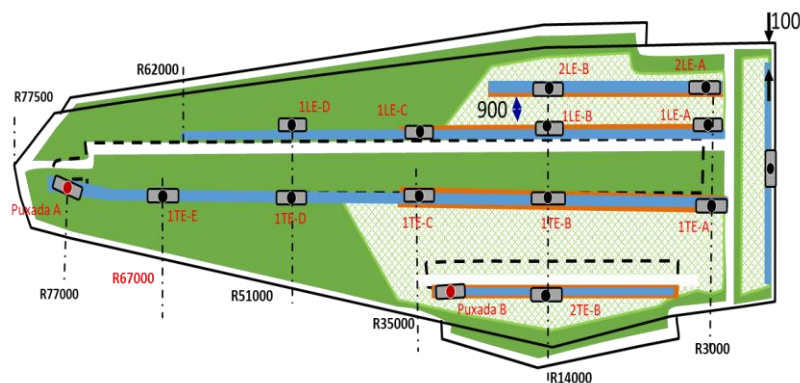 100
R62000
2LE-B
2LE-A
R77500
1LE-D
1LE-C
900
1LE-B
1LE-A
Puxada A
1TE-E
1TE-D
1TE-C
1TE-B
1TE-A
R77000
R67000
R51000
Puxada B
2TE-B
R35000
R3000
R14000